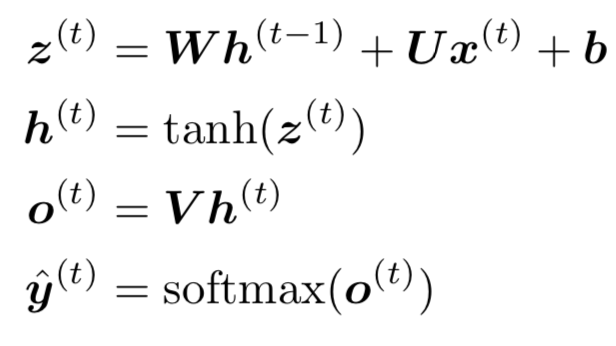 𝒛^(t) = 𝑾𝒉^(t−1) + 𝑼𝒙^(t) + 𝒃
𝒉^(t) = tanh(𝒛^(t))
𝒐^(t) = 𝑽𝒉^(t)
𝒚̂^(t) = softmax(𝒐^(t))